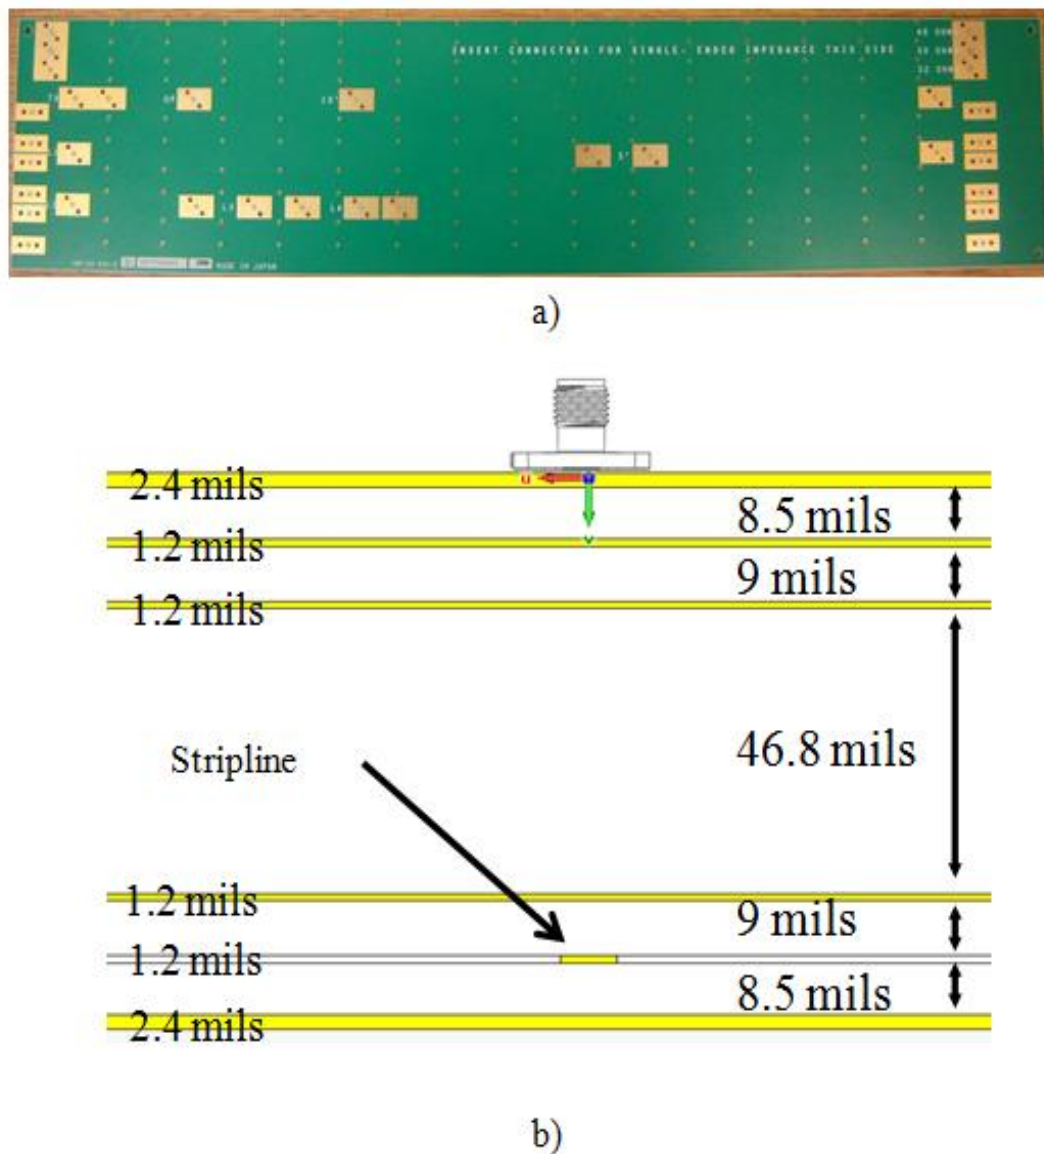 INSERT CONNECTORS FOR SINGLE- ENDED IMPEDANCE THIS SIDE
MADE IN JAPAN
a)
2.4 mils
8.5 mils
1.2 mils
9 mils
1.2 mils
46.8 mils
Stripline
1.2 mils
9 mils
1.2 mils
8.5 mils
2.4 mils
b)